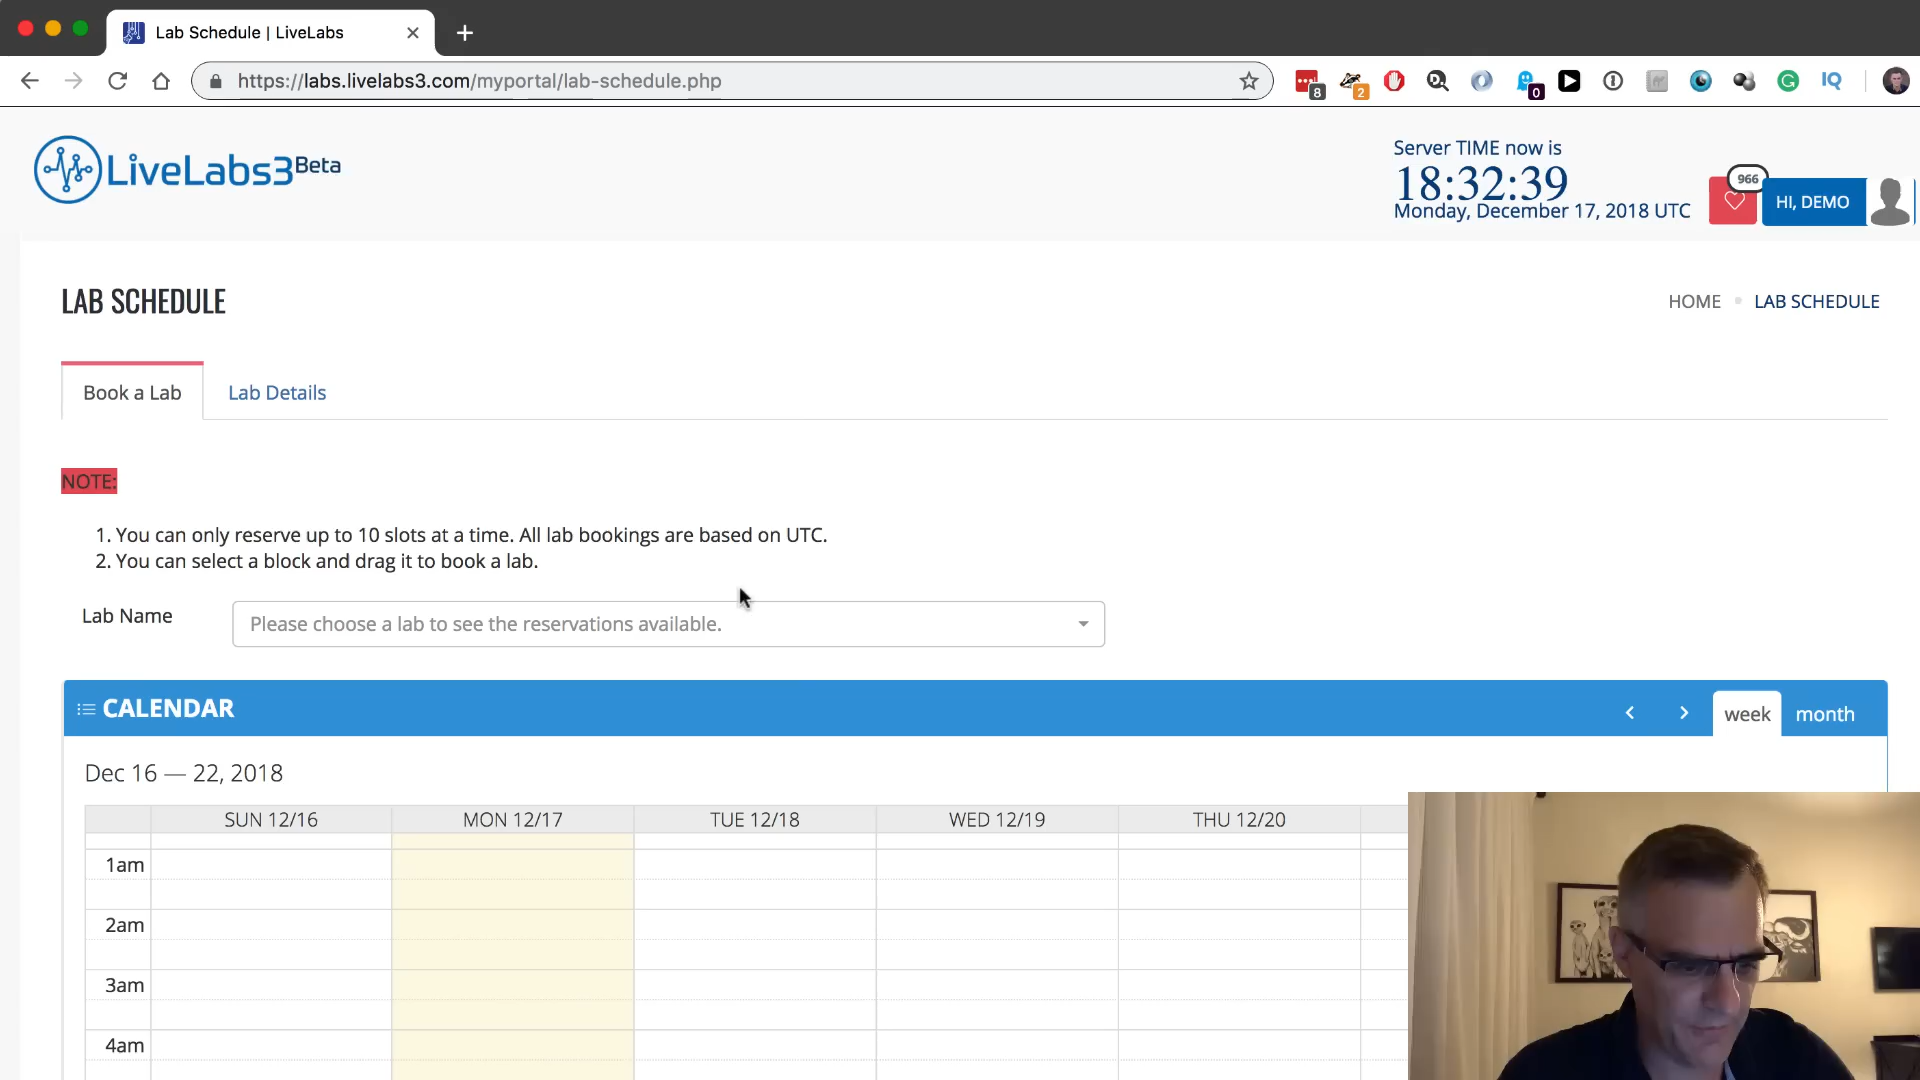 Lab Schedule | LiveLabs
https://labs.livelabs3.com/myportal/lab-schedule.php
8
2
0
IQ
LiveLabs3Beta
Server TIME now is
18:32:39
Monday, December 17, 2018 UTC
966
HI, DEMO
LAB SCHEDULE
HOME
LAB SCHEDULE
Book a Lab
Lab Details
NOTE:
1. You can only reserve up to 10 slots at a time. All lab bookings are based on UTC.
2. You can select a block and drag it to book a lab.
Lab Name
Please choose a lab to see the reservations available.
CALENDAR
week
month
Dec 16 — 22, 2018
SUN 12/16
MON 12/17
TUE 12/18
WED 12/19
THU 12/20
1am
2am
3am
4am